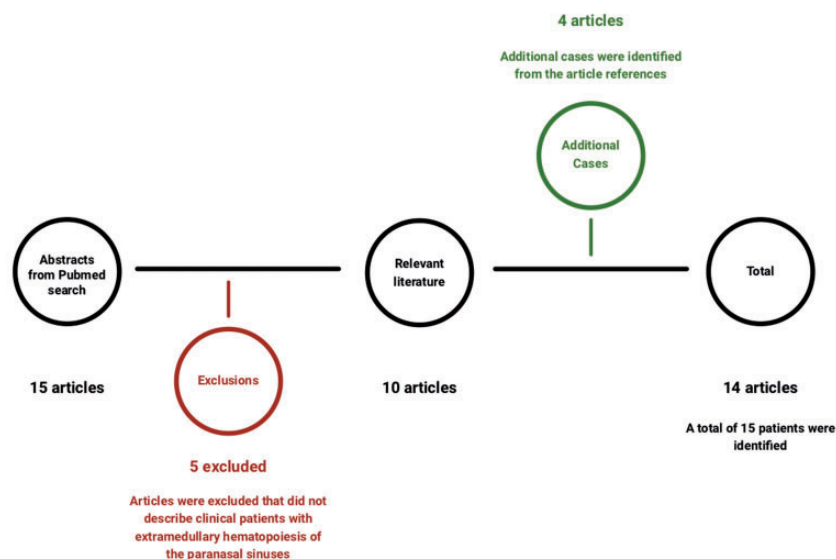 4 articles
Additional cases were identified
from the article references
Additional
Cases
Abstracts
from Pubmed
search
Relevant
literature
Total
15 articles
Exclusions
10 articles
14 articles
A total of 15 patients were
identified
5 excluded
Articles were excluded that did not
describe clinical patients with
extramedullary hematopoiesis of
the paranasal sinuses